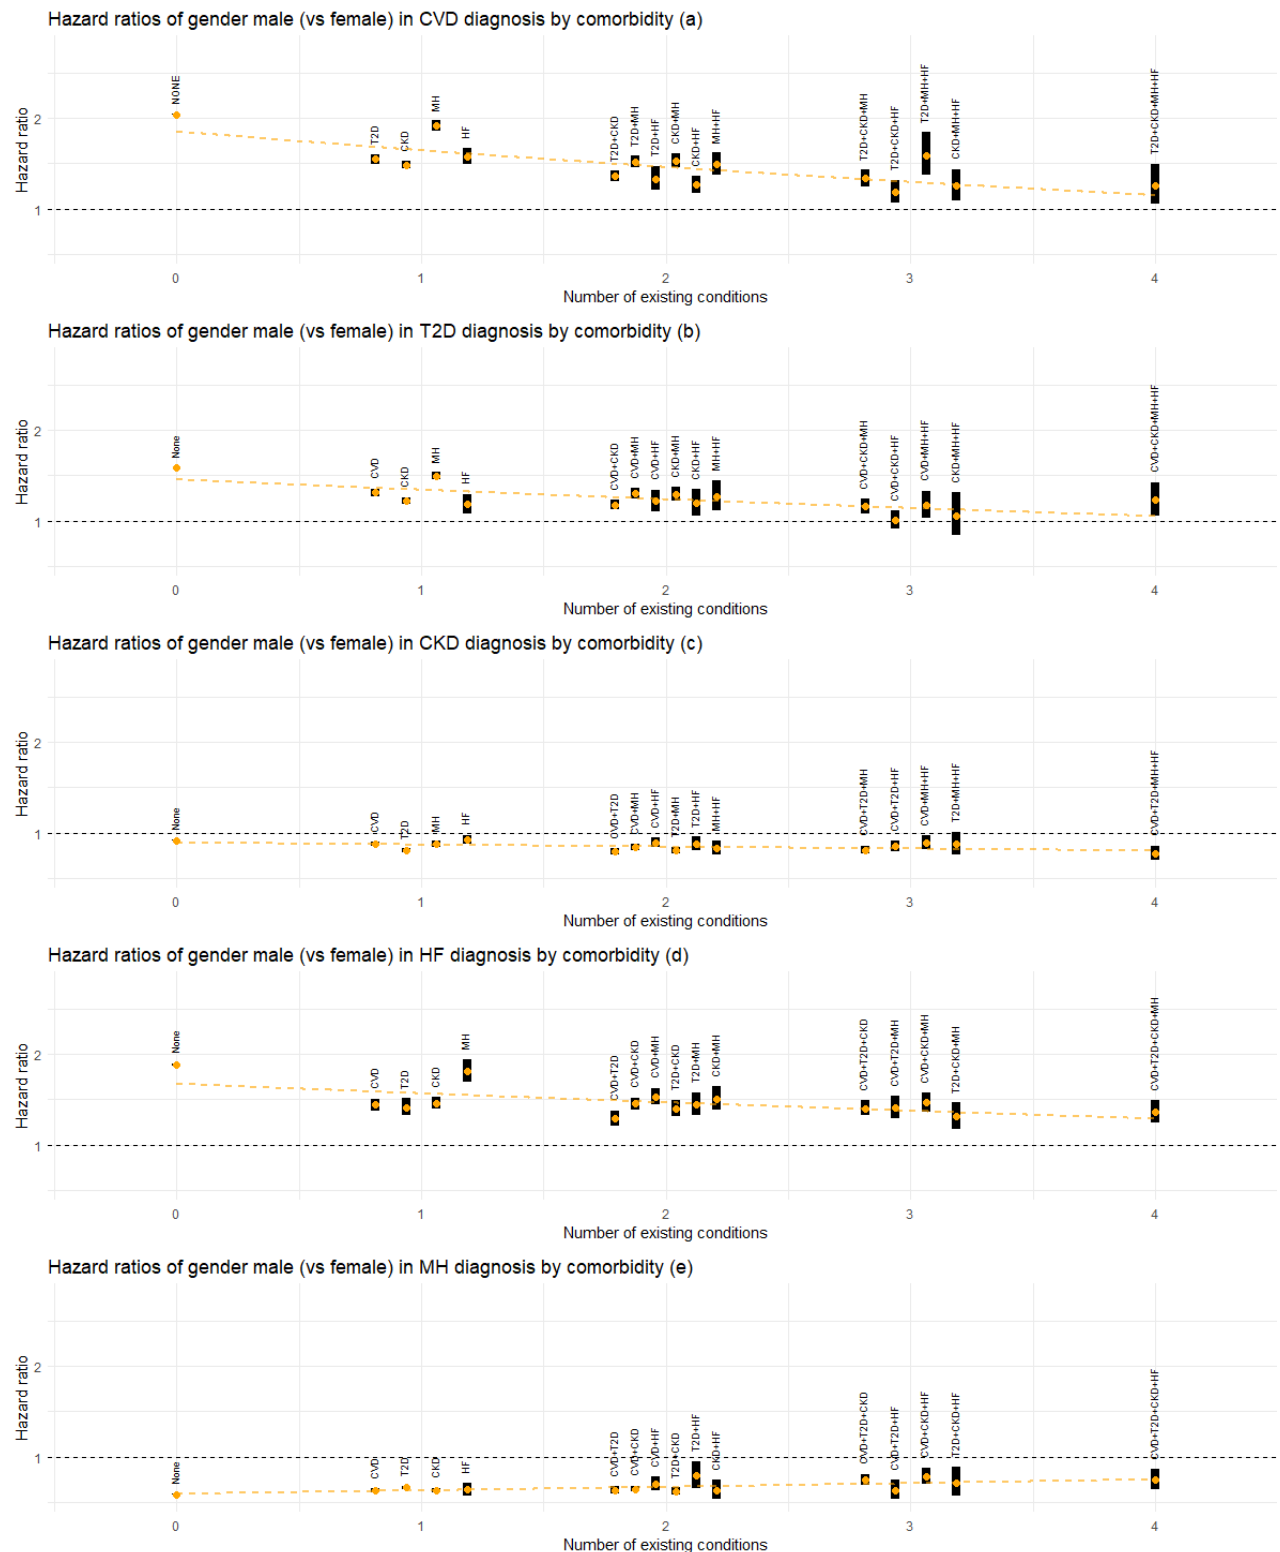 Hazard ratios of gender male (vs female) in CVD diagnosis by comorbidity (a)
Hazard ratio
2
1
NONE
T2D
CKD
MH
HF
T2D+CKD
T2D+MH
T2D+HF
CKD+MH
CKD+HF
MH+HF
T2D+CKD+MH
T2D+CKD+HF
T2D+MH+HF
CKD+MH+HF
T2D+CKD+MH+HF
0
1
2
3
4
Number of existing conditions
Hazard ratios of gender male (vs female) in T2D diagnosis by comorbidity (b)
Hazard ratio
2
1
None
CVD
CKD
MH
HF
CVD+CKD
CVD+MH
CVD+HF
CKD+MH
CKD+HF
MH+HF
CVD+CKD+MH
CVD+CKD+HF
CVD+MH+HF
CKD+MH+HF
CVD+CKD+MH+HF
0
1
2
3
4
Number of existing conditions
Hazard ratios of gender male (vs female) in CKD diagnosis by comorbidity (c)
Hazard ratio
2
1
None
CVD
T2D
MH
HF
CVD+T2D
CVD+MH
CVD+HF
T2D+MH
T2D+HF
MH+HF
CVD+T2D+MH
CVD+T2D+HF
CVD+MH+HF
T2D+MH+HF
CVD+T2D+MH+HF
0
1
2
3
4
Number of existing conditions
Hazard ratios of gender male (vs female) in HF diagnosis by comorbidity (d)
Hazard ratio
2
1
None
CVD
T2D
CKD
MH
CVD+T2D
CVD+CKD
CVD+MH
T2D+CKD
T2D+MH
CKD+MH
CVD+T2D+CKD
CVD+T2D+MH
CVD+CKD+MH
T2D+CKD+MH
CVD+T2D+CKD+MH
0
1
2
3
4
Number of existing conditions
Hazard ratios of gender male (vs female) in MH diagnosis by comorbidity (e)
Hazard ratio
2
1
None
CVD
T2D
CKD
HF
CVD+T2D
CVD+CKD
CVD+HF
T2D+CKD
T2D+HF
CKD+HF
CVD+T2D+CKD
CVD+T2D+HF
CVD+CKD+HF
T2D+CKD+HF
CVD+T2D+CKD+HF
0
1
2
3
4
Number of existing conditions